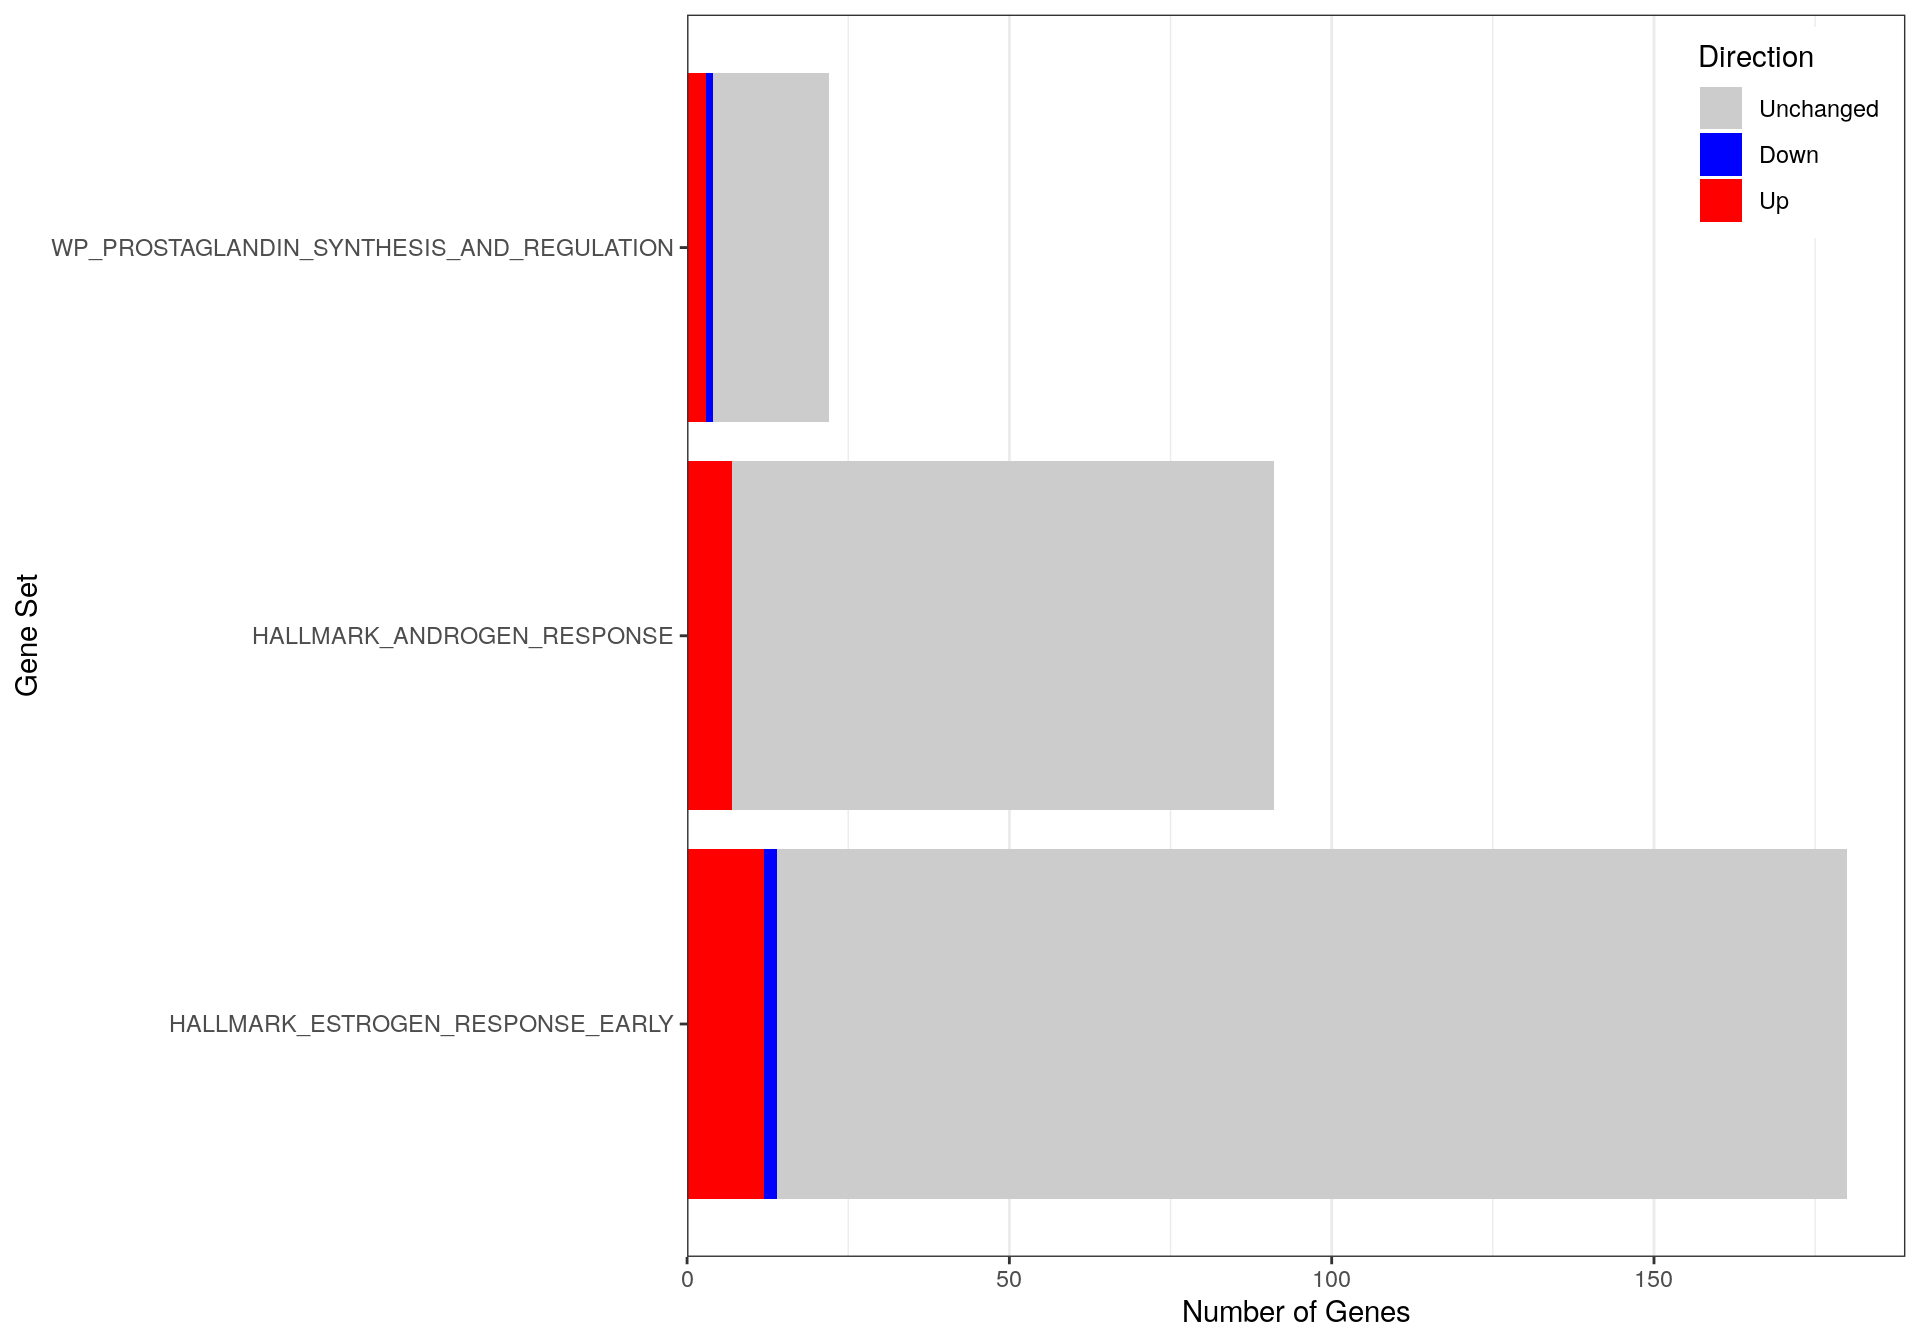 Direction
Unchanged
Down
Up
WP_PROSTAGLANDIN_SYNTHESIS_AND_REGULATION
HALLMARK_ANDROGEN_RESPONSE
HALLMARK_ESTROGEN_RESPONSE_EARLY
Gene Set
0 50 100 150
Number of Genes